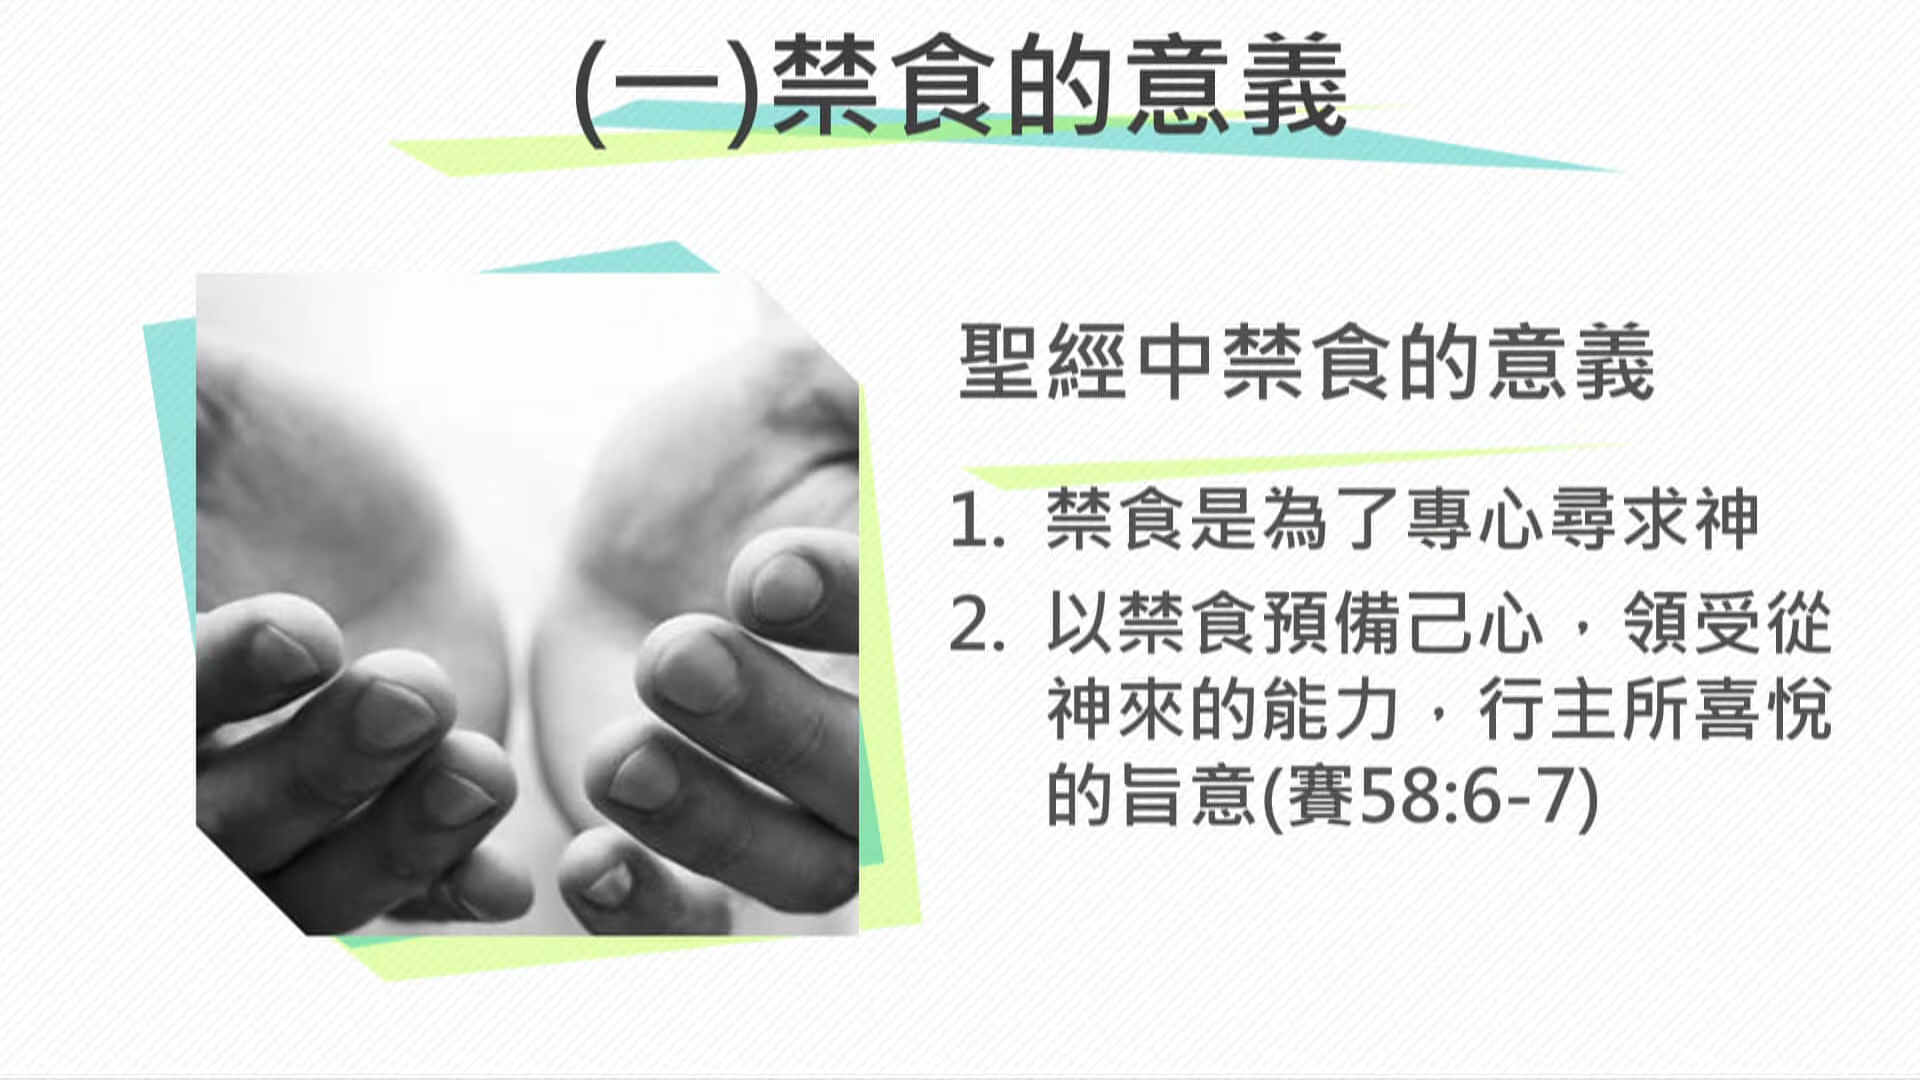 (一)禁食的意義
聖經中禁食的意義
1. 禁食是為了專心尋求神
2. 以禁食預備己心，領受從
神來的能力，行主所喜悅
的旨意(賽58:6-7)